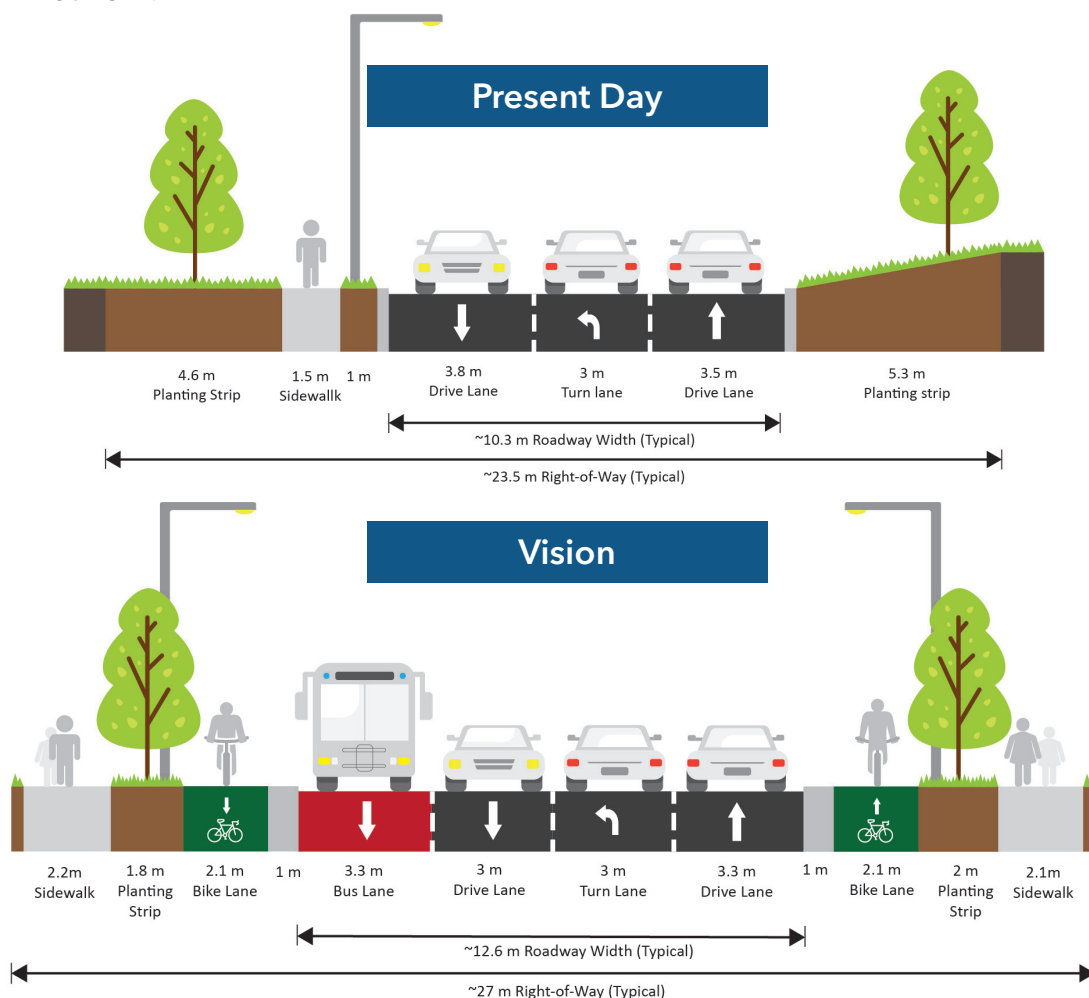 Present Day
4.6 m
Planting Strip
1.5 m
Sidewallk
1 m
3.8 m
Drive Lane
3 m
Turn lane
3.5 m
Drive Lane
5.3 m
Planting strip
~10.3 m Roadway Width (Typical)
~23.5 m Right-of-Way (Typical)
Vision
2.2m
Sidewalk
1.8 m
Planting
Strip
2.1 m
Bike Lane
1 m
3.3 m
Bus Lane
3 m
Drive Lane
3 m
Turn Lane
3.3 m
Drive Lane
1 m
2.1 m
Bike Lane
2 m
Planting
Strip
2.1m
Sidewalk
~12.6 m Roadway Width (Typical)
~27 m Right-of-Way (Typical)